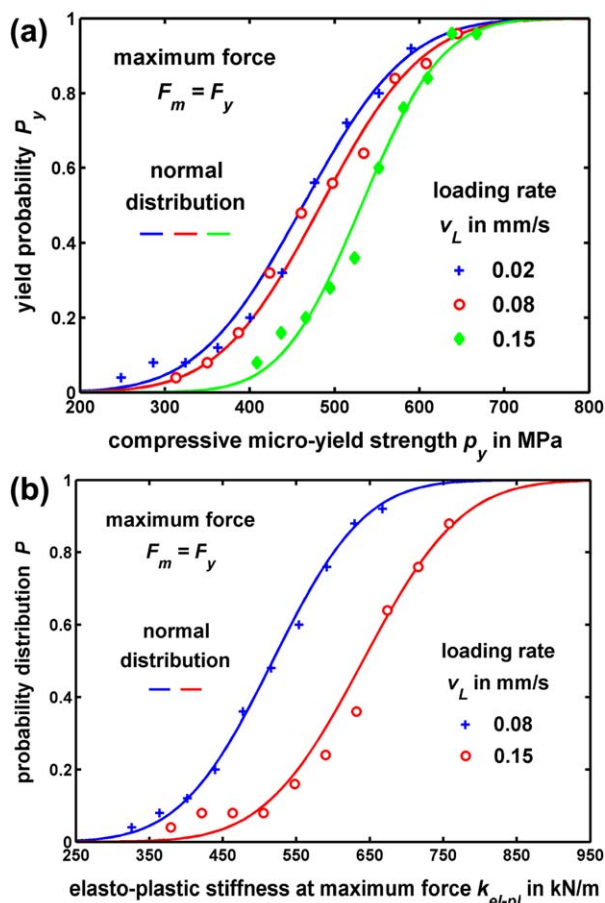 (a)
1
0.8
0.6
0.4
0.2
0
yield probability P_y
maximum force
F_m = F_y
normal
distribution
loading rate
v_L in mm/s
0.02
0.08
0.15
200 300 400 500 600 700 800
compressive micro-yield strength p_y in MPa
(b)
1
0.8
0.6
0.4
0.2
0
probability distribution P
maximum force
F_m = F_y
normal
distribution
loading rate
v_L in mm/s
0.08
0.15
250 350 450 550 650 750 850 950
elasto-plastic stiffness at maximum force k_el-pl in kN/m